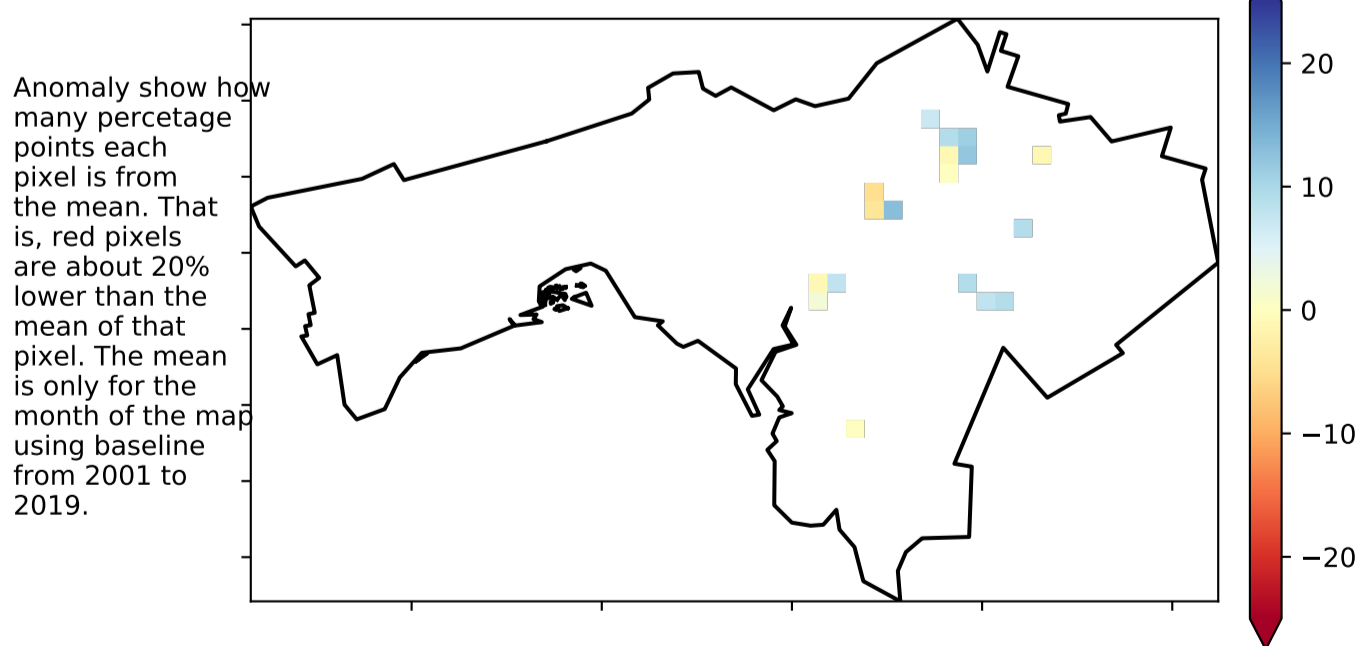 Anomaly show how
many percetage
points each
pixel is from
the mean. That
is, red pixels
are about 20%
lower than the
mean of that
pixel. The mean
is only for the
month of the map
using baseline
from 2001 to
2019.
20
10
0
−10
−20